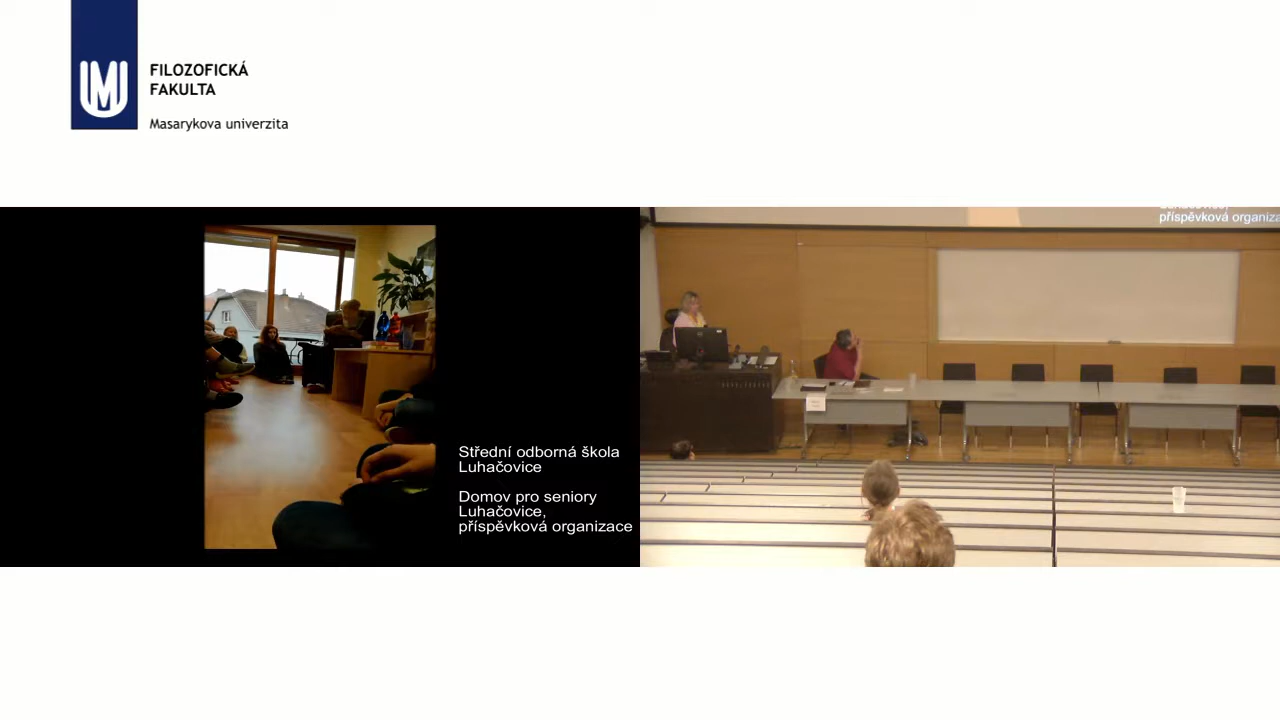 FILOZOFICKÁ
FAKULTA
Masarykova univerzita
Střední odborná škola
Luhačovice
Domov pro seniory
Luhačovice,
příspěvková organizace
příspěvková organiza